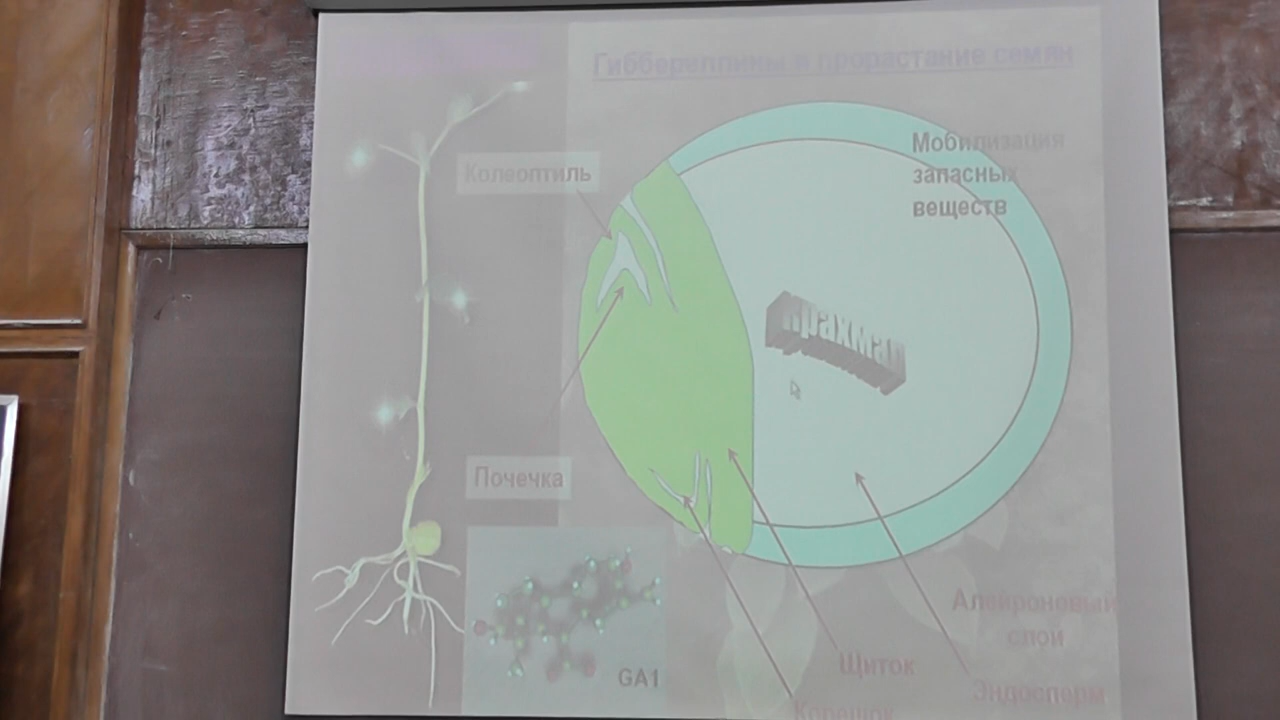 Гиббереллины и прорастание семян
Мобилизация
запасных
веществ
Колеоптиль
Крахмал
Почечка
Алейроновый
слой
Щиток
GA1
Эндосперм
Корешок